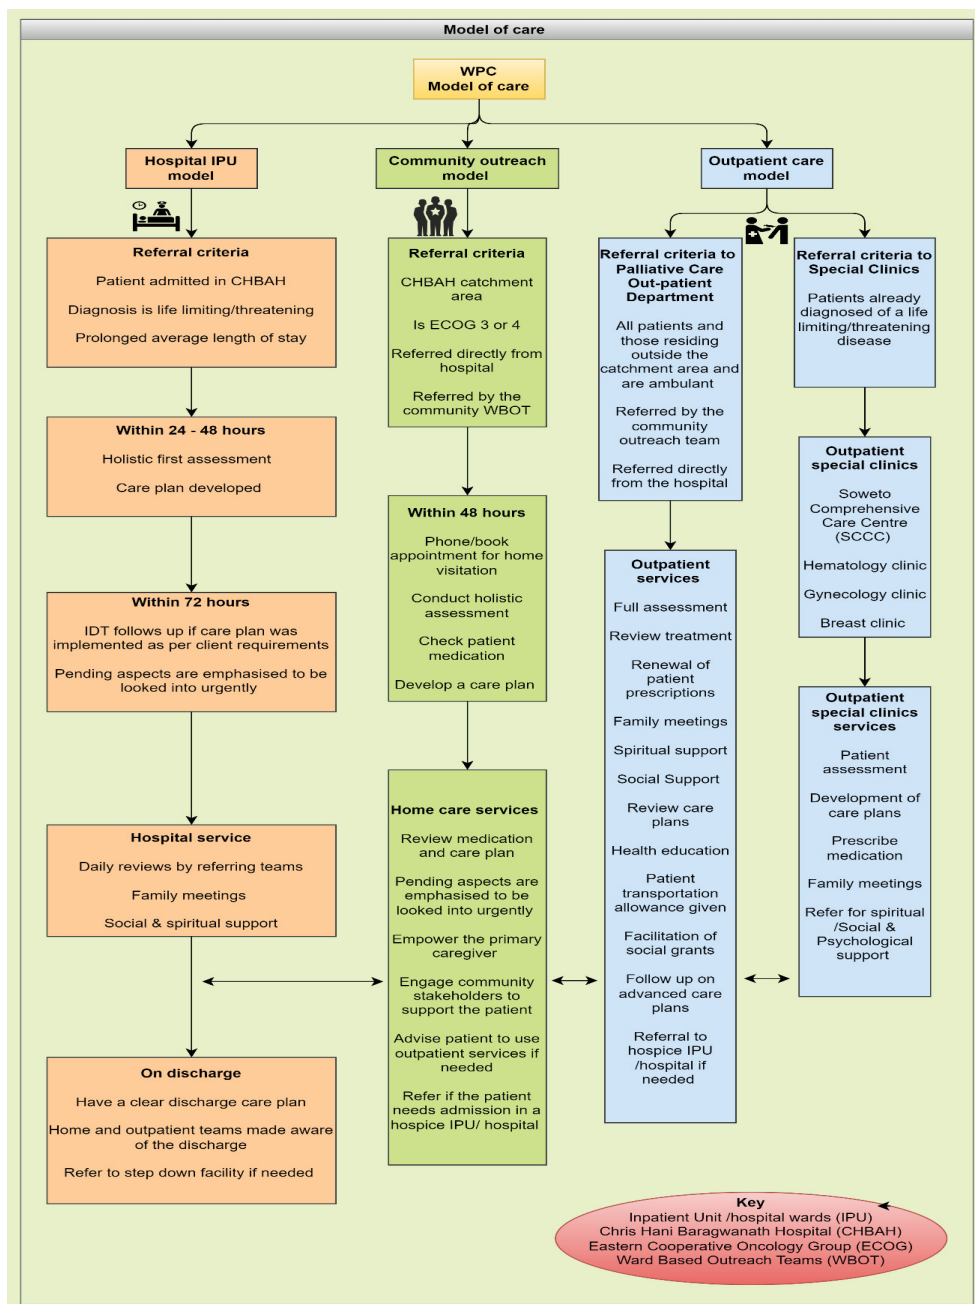 Model of care
WPC
Model of care
Hospital IPU
model
Referral criteria
Patient admitted in CHBAH
Diagnosis is life limiting/threatening
Prolonged average length of stay
Within 24 - 48 hours
Holistic first assessment
Care plan developed
Within 72 hours
IDT follows up if care plan was
implemented as per client requirements
Pending aspects are emphasised to be
looked into urgently
Hospital service
Daily reviews by referring teams
Family meetings
Social & spiritual support
On discharge
Have a clear discharge care plan
Home and outpatient teams made aware
of the discharge
Refer to step down facility if needed
Community outreach
model
Referral criteria
CHBAH catchment
area
Is ECOG 3 or 4
Referred directly from
hospital
Referred by the
community WBOT
Within 48 hours
Phone/book
appointment for home
visitation
Conduct holistic
assessment
Check patient
medication
Develop a care plan
Home care services
Review medication
and care plan
Pending aspects are
emphasised to be
looked into urgently
Empower the primary
caregiver
Engage community
stakeholders to
support the patient
Advise patient to use
outpatient services if
needed
Refer if the patient
needs admission in a
hospice IPU/ hospital
Outpatient care
model
Referral criteria to
Palliative Care
Out-patient
Department
All patients and
those residing
outside the
catchment area and
are ambulant
Referred by the
community
outreach team
Referred directly
from the hospital
Outpatient
services
Full assessment
Review treatment
Renewal of
patient
prescriptions
Family meetings
Spiritual support
Social Support
Review care
plans
Health education
Patient
transportation
allowance given
Facilitation of
social grants
Follow up on
advanced care
plans
Referral to
hospice IPU
/hospital if
needed
Referral criteria to
Special Clinics
Patients already
diagnosed of a life
limiting/threatening
disease
Outpatient
special clinics
Soweto
Comprehensive
Care Centre
(SCCC)
Hematology clinic
Gynecology clinic
Breast clinic
Outpatient
special clinics
services
Patient
assessment
Development of
care plans
Prescribe
medication
Family meetings
Refer for spiritual
/Social &
Psychological
support
Key
Inpatient Unit /hospital wards (IPU)
Chris Hani Baragwanath Hospital (CHBAH)
Eastern Cooperative Oncology Group (ECOG)
Ward Based Outreach Teams (WBOT)